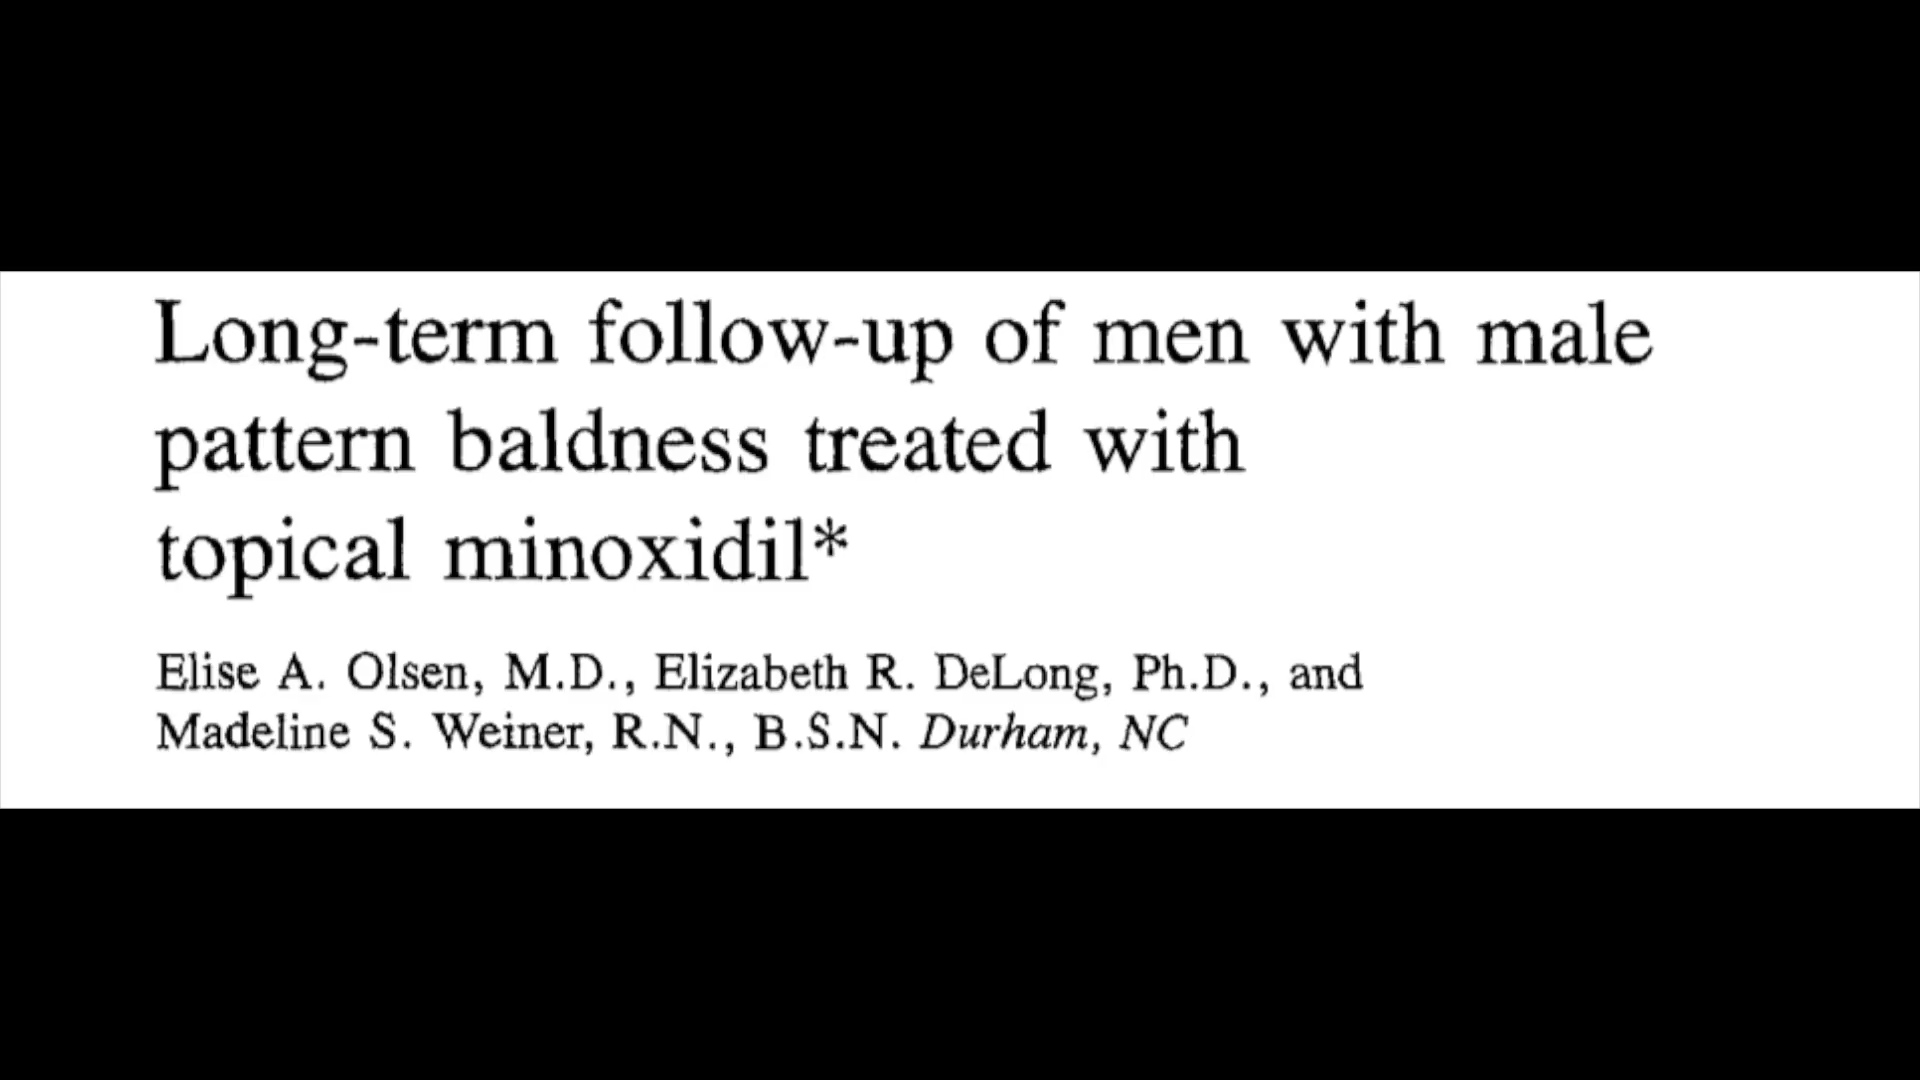 Long-term follow-up of men with male
pattern baldness treated with
topical minoxidil*
Elise A. Olsen, M.D., Elizabeth R. DeLong, Ph.D., and
Madeline S. Weiner, R.N., B.S.N. Durham, NC